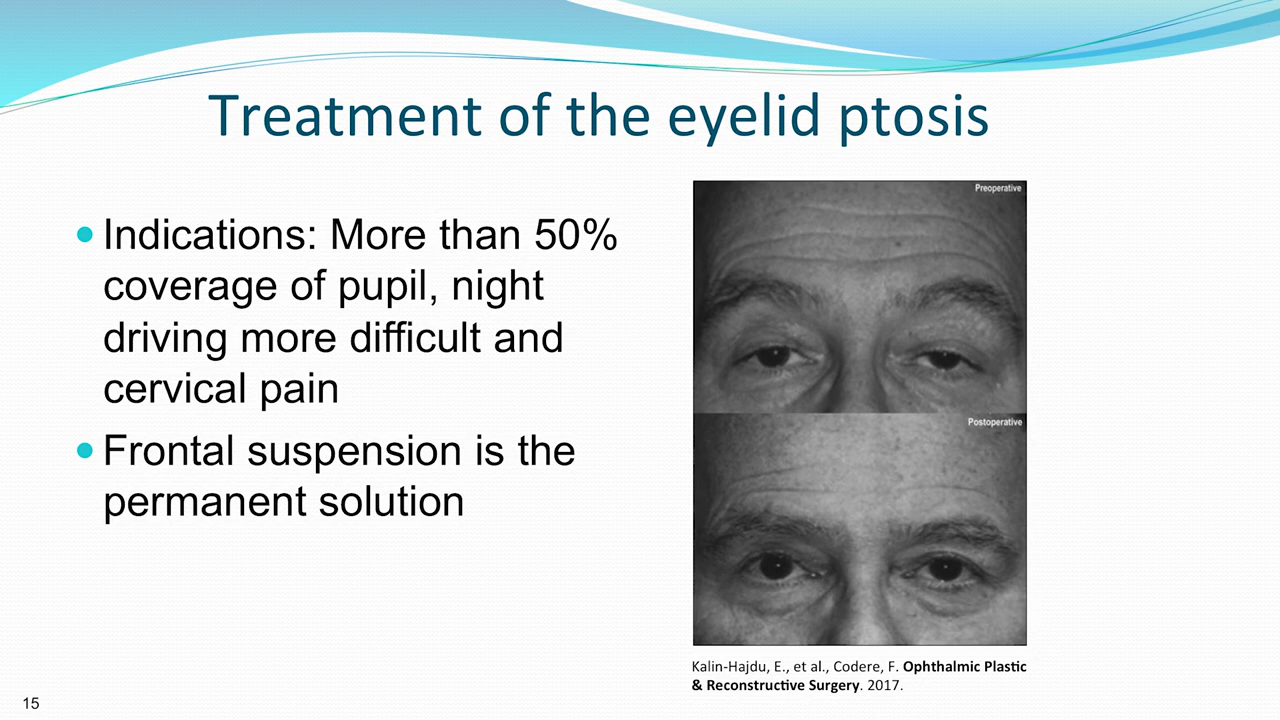 Treatment of the eyelid ptosis
Indications: More than 50%
coverage of pupil, night
driving more difficult and
cervical pain
Frontal suspension is the
permanent solution
Preoperative
Postoperative
Kalin-Hajdu, E., et al., Codere, F. Ophthalmic Plastic
& Reconstructive Surgery. 2017.
15